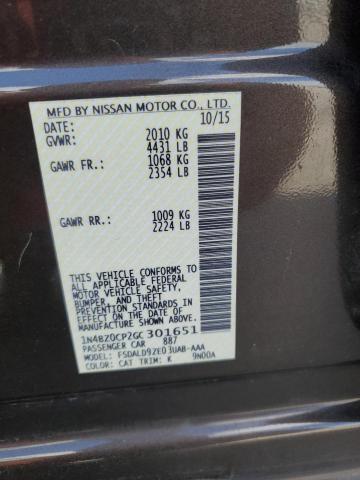 MFD BY NISSAN MOTOR CO., LTD.
DATE: 10/15
GVWR: 2010 KG
4431 LB
GAWR FR: 1068 KG
2354 LB
GAWR RR: 1009 KG
2224 LB
THIS VEHICLE CONFORMS TO
ALL APPLICABLE FEDERAL
MOTOR VEHICLE SAFETY,
BUMPER, AND THEFT
PREVENTION STANDARDS IN
EFFECT ON THE DATE OF
MANUFACTURE SHOWN ABOVE.
1N4BZ0CP2GC301651
PASSENGER CAR 887
MODEL: FSDALD9ZE03UAB-AAA
COLOR: CAT TRIM: K 9N00A